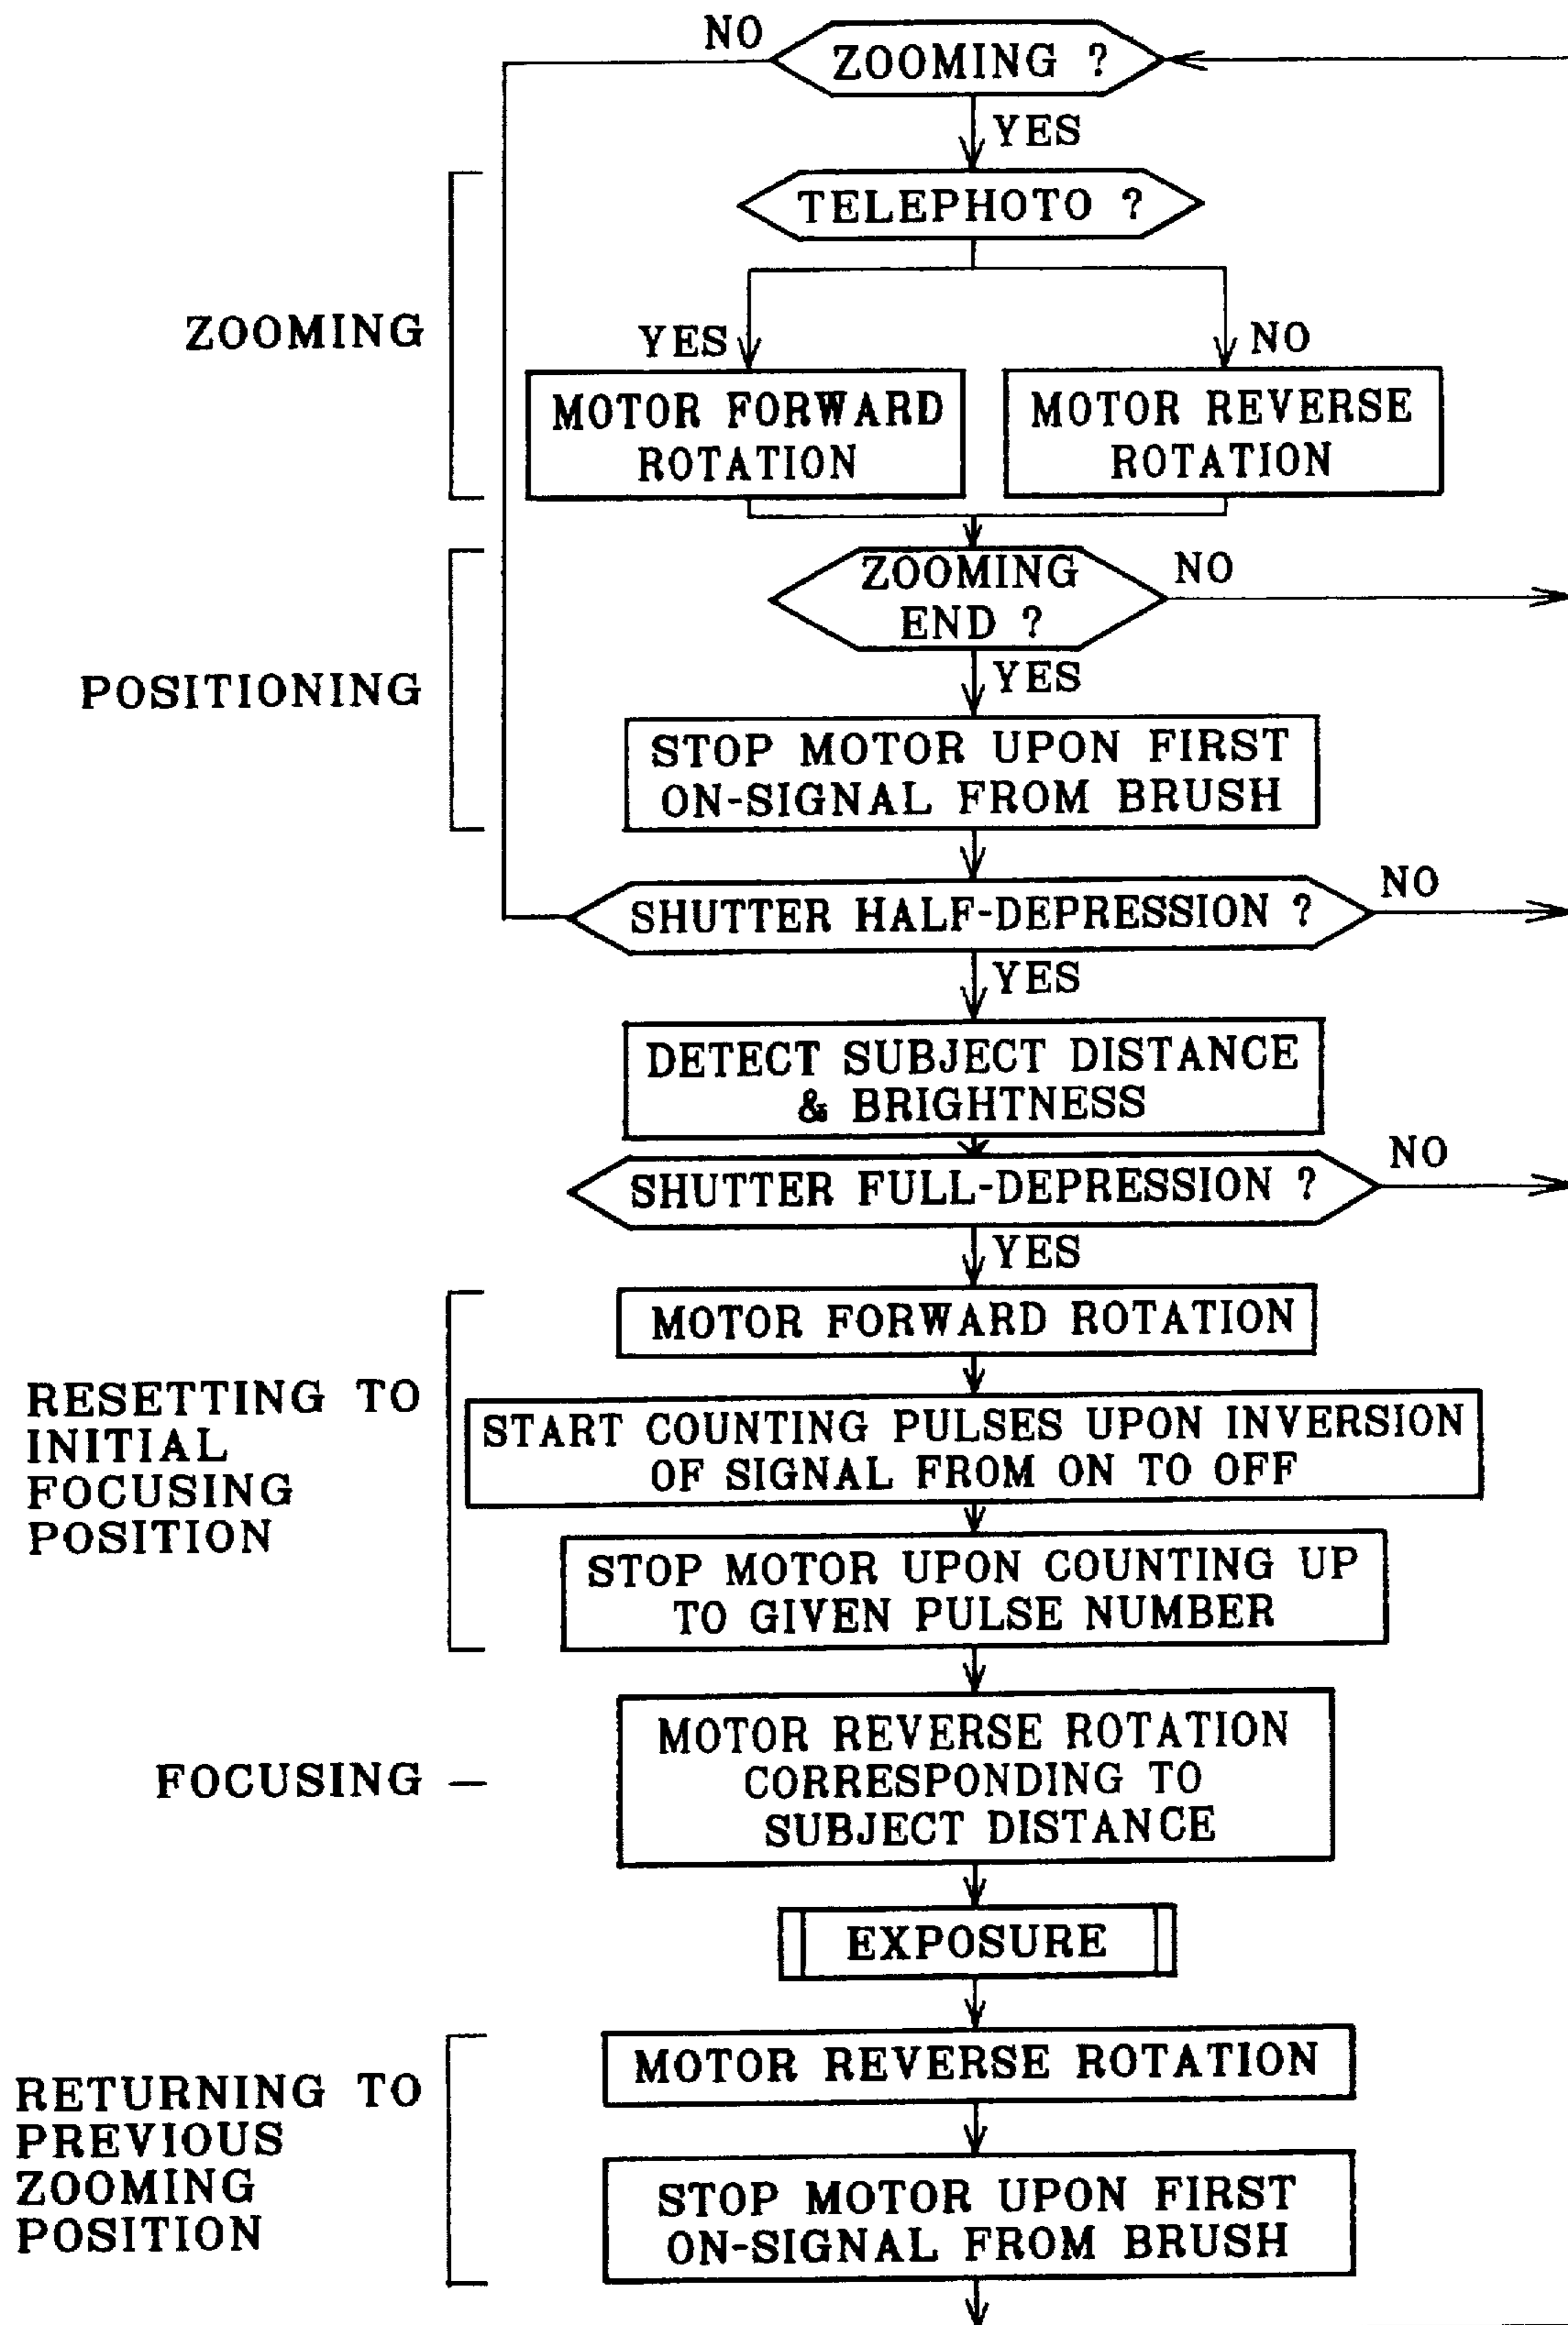 NO
ZOOMING ?
YES
TELEPHOTO ?
ZOOMING
YES
NO
MOTOR FORWARD
ROTATION
MOTOR REVERSE
ROTATION
ZOOMING
END ?
NO
YES
POSITIONING
STOP MOTOR UPON FIRST
ON-SIGNAL FROM BRUSH
NO
SHUTTER HALF-DEPRESSION ?
YES
DETECT SUBJECT DISTANCE
& BRIGHTNESS
NO
SHUTTER FULL-DEPRESSION ?
YES
MOTOR FORWARD ROTATION
RESETTING TO
INITIAL
FOCUSING
POSITION
START COUNTING PULSES UPON INVERSION
OF SIGNAL FROM ON TO OFF
STOP MOTOR UPON COUNTING UP
TO GIVEN PULSE NUMBER
FOCUSING
MOTOR REVERSE ROTATION
CORRESPONDING TO
SUBJECT DISTANCE
EXPOSURE
MOTOR REVERSE ROTATION
RETURNING TO
PREVIOUS
ZOOMING
POSITION
STOP MOTOR UPON FIRST
ON-SIGNAL FROM BRUSH